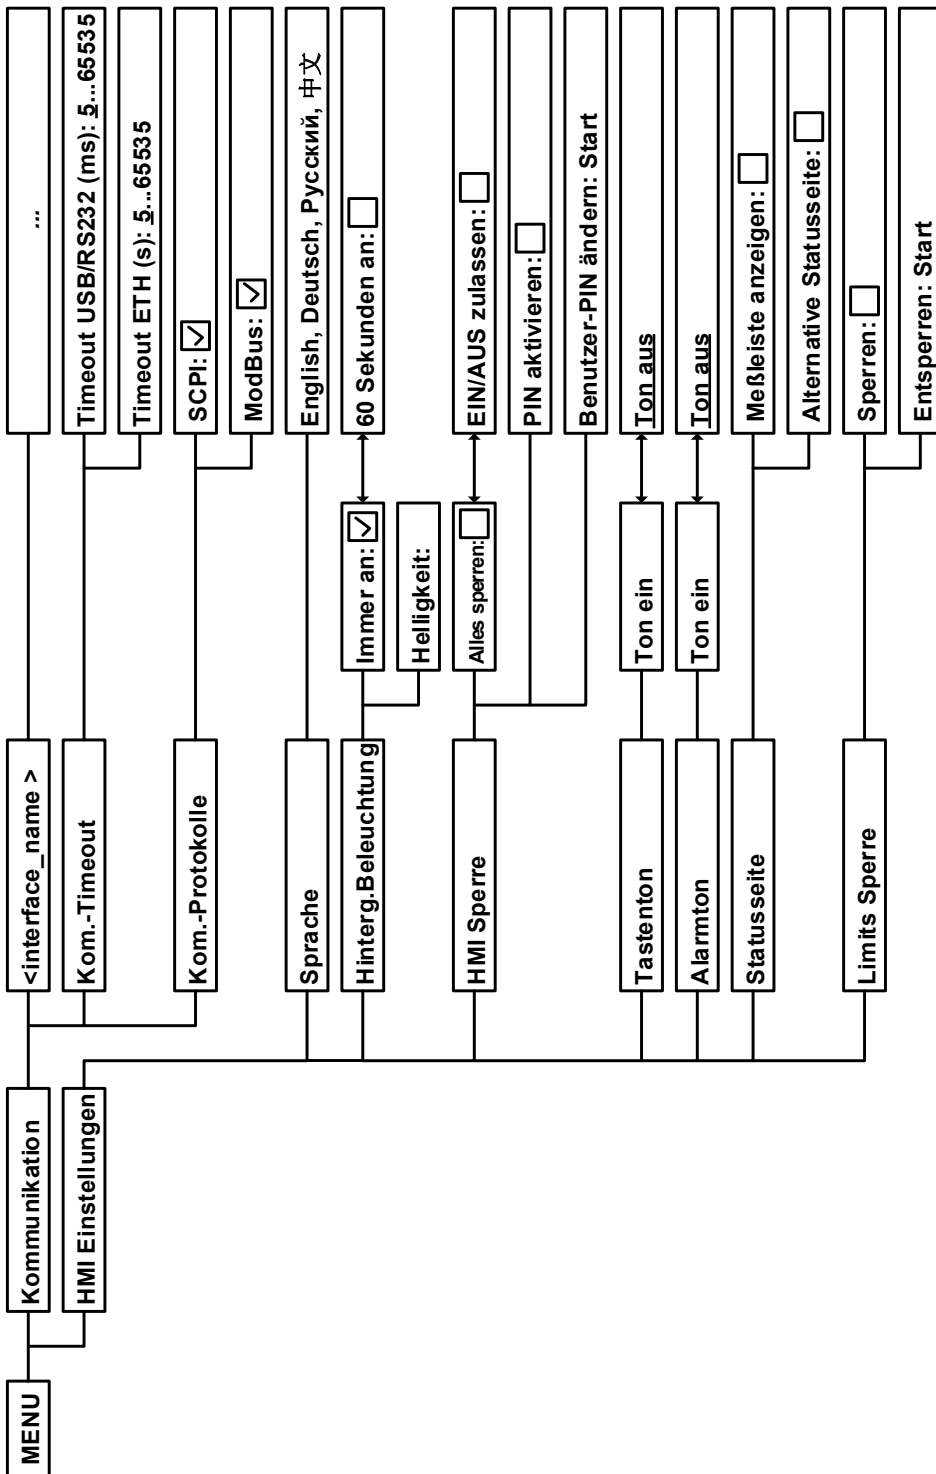 MENU
Kommunikation
<interface_name >
...
Kom.-Timeout
Timeout USB/RS232 (ms): 5...65535
Timeout ETH (s): 5...65535
Kom.-Protokolle
SCPI:
ModBus:
HMI Einstellungen
Sprache
English, Deutsch, Русский, 中文
Hinterg.Beleuchtung
Immer an:
60 Sekunden an:
Helligkeit:
HMI Sperre
Alles sperren:
EIN/AUS zulassen:
PIN aktivieren:
Benutzer-PIN ändern: Start
Tastenton
Ton ein
Ton aus
Alarmton
Ton ein
Ton aus
Statusseite
Meßleiste anzeigen:
Alternative Statusseite:
Limits Sperre
Sperren:
Entsperren: Start